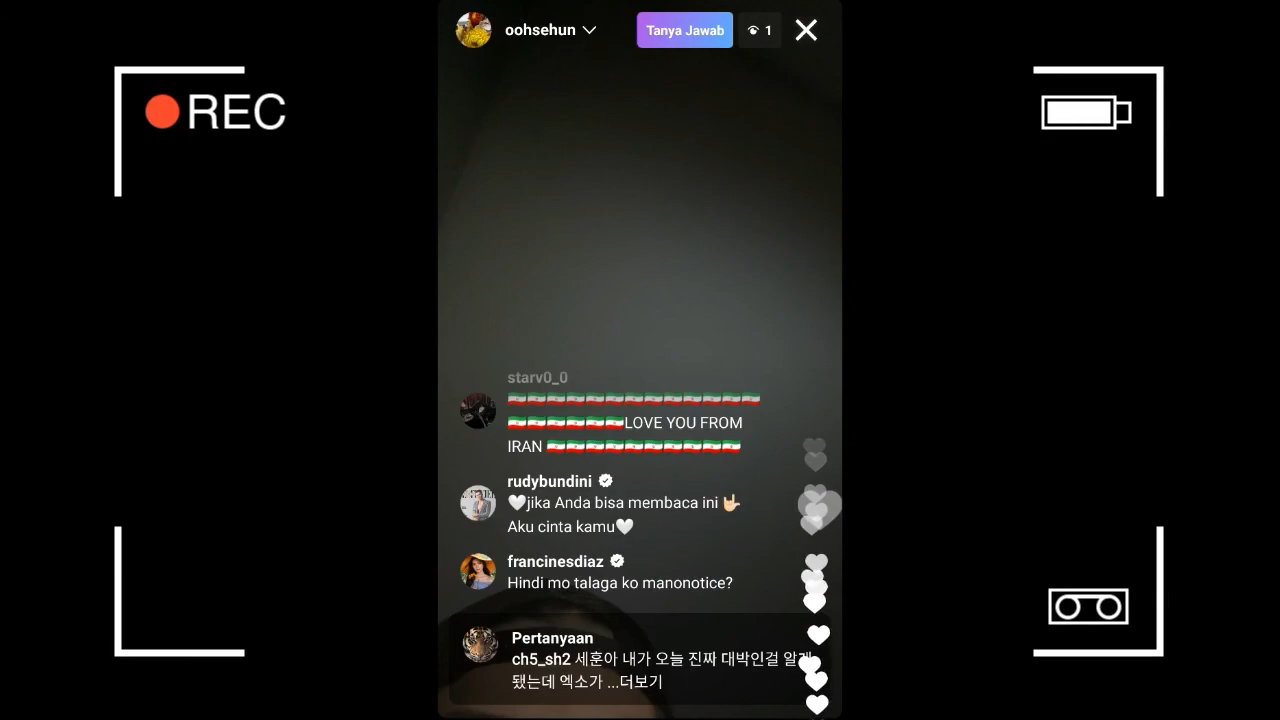 oohsehun
Tanya Jawab
1
REC
starv0_0
🇮🇷🇮🇷🇮🇷🇮🇷🇮🇷🇮🇷🇮🇷🇮🇷🇮🇷🇮🇷🇮🇷🇮🇷🇮🇷
🇮🇷🇮🇷🇮🇷🇮🇷🇮🇷🇮🇷LOVE YOU FROM
IRAN 🇮🇷🇮🇷🇮🇷🇮🇷🇮🇷🇮🇷🇮🇷🇮🇷🇮🇷🇮🇷
rudybundini
🤍jika Anda bisa membaca ini 🤟🏻
Aku cinta kamu🤍
francinesdiaz
Hindi mo talaga ko manonotice?
Pertanyaan
ch5_sh2 세훈아 내가 오늘 진짜 대박인걸 알게
됐는데 엑소가 ...더보기